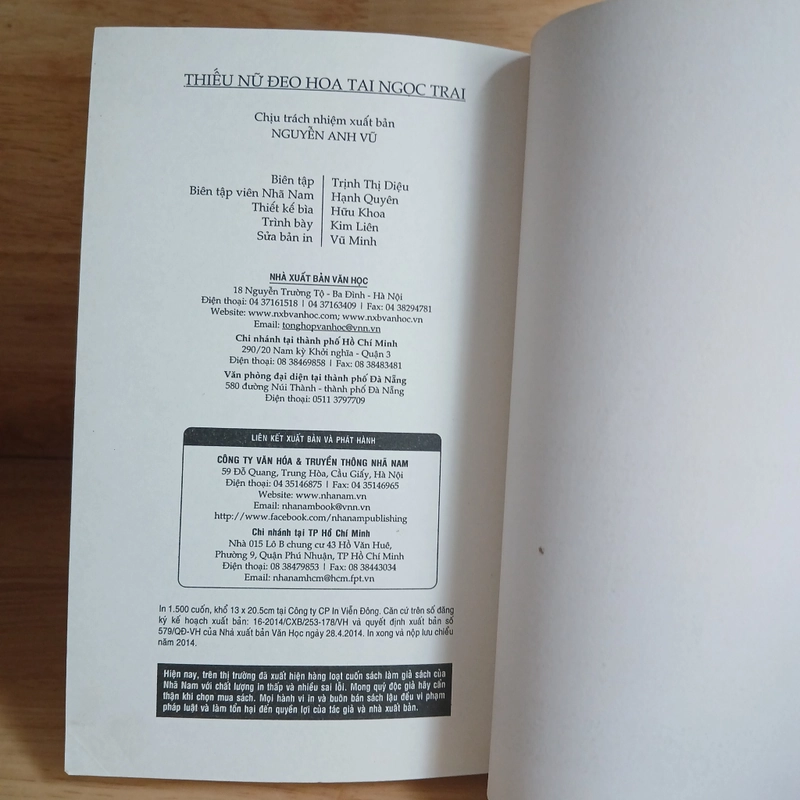 THIẾU NỮ ĐEO HOA TAI NGỌC TRAI
Chịu trách nhiệm xuất bản
NGUYỄN ANH VŨ
Biên tập | Trịnh Thị Diệu
Biên tập viên Nhã Nam | Hạnh Quyên
Thiết kế bìa | Hữu Khoa
Trình bày | Kim Liên
Sửa bản in | Vũ Minh
NHÀ XUẤT BẢN VĂN HỌC
18 Nguyễn Trường Tộ - Ba Đình - Hà Nội
Điện thoại: 04 37161518 | 04 37163409 | Fax: 04 38294781
Website: www.nxbvanhoc.com; www.nxbvanhoc.vn
Email: tonghopvanhoc@vnn.vn
Chi nhánh tại thành phố Hồ Chí Minh
290/20 Nam kỳ Khởi nghĩa - Quận 3
Điện thoại: 08 38469858 | Fax: 08 38483481
Văn phòng đại diện tại thành phố Đà Nẵng
580 đường Núi Thành - thành phố Đà Nẵng
Điện thoại: 0511 3797709
LIÊN KẾT XUẤT BẢN VÀ PHÁT HÀNH
CÔNG TY VĂN HÓA & TRUYỀN THÔNG NHÃ NAM
59 Đỗ Quang, Trung Hòa, Cầu Giấy, Hà Nội
Điện thoại: 04 35146875 | Fax: 04 35146965
Website: www.nhanam.vn
Email: nhanambook@vnn.vn
http://www.facebook.com/nhanampublishing
Chi nhánh tại TP Hồ Chí Minh
Nhà 015 Lô B chung cư 43 Hồ Văn Huê,
Phường 9, Quận Phú Nhuận, TP Hồ Chí Minh
Điện thoại: 08 38479853 | Fax: 08 38443034
Email: nhanamhcm@hcm.fpt.vn
In 1.500 cuốn, khổ 13 x 20.5cm tại Công ty CP In Viễn Đông. Căn cứ trên số đăng
ký kế hoạch xuất bản: 16-2014/CXB/253-178/VH và quyết định xuất bản số
579/QĐ-VH của Nhà xuất bản Văn Học ngày 28.4.2014. In xong và nộp lưu chiểu
năm 2014.
Hiện nay, trên thị trường đã xuất hiện hàng loạt cuốn sách làm giả sách của
Nhã Nam với chất lượng in thấp và nhiều sai lỗi. Mong quý độc giả hãy cẩn
thận khi chọn mua sách. Mọi hành vi in và buôn bán sách lậu đều vi phạm
pháp luật và làm tổn hại đến quyền lợi của tác giả và nhà xuất bản.